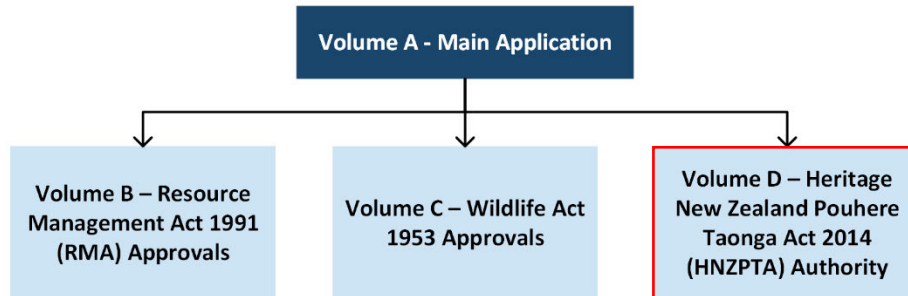 Volume A - Main Application
Volume B – Resource
Management Act 1991
(RMA) Approvals
Volume C – Wildlife Act
1953 Approvals
Volume D – Heritage
New Zealand Pouhere
Taonga Act 2014
(HNZPTA) Authority